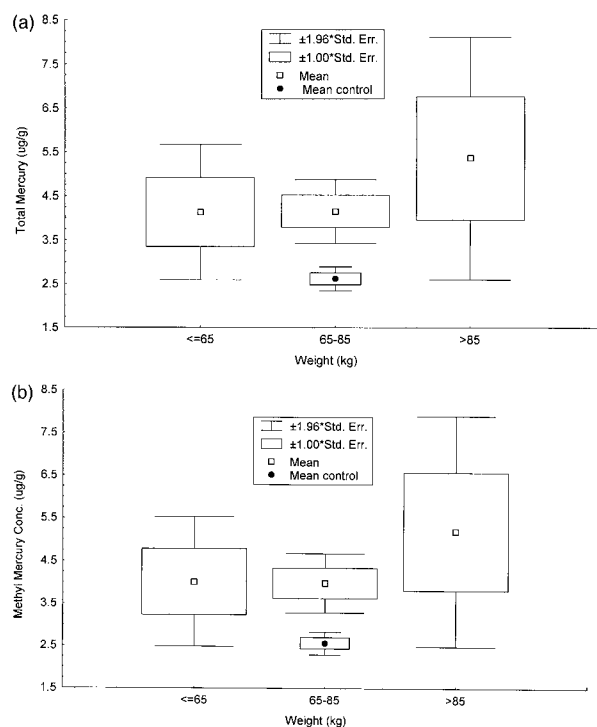 (a)
8.5
7.5
6.5
5.5
4.5
3.5
2.5
1.5
Total Mercury (ug/g)
±1.96*Std. Err.
±1.00*Std. Err.
Mean
Mean control
<=65
65-85
>85
Weight (kg)
(b)
8.5
7.5
6.5
5.5
4.5
3.5
2.5
1.5
Methyl Mercury Conc. (ug/g)
±1.96*Std. Err.
±1.00*Std. Err.
Mean
Mean control
<=65
65-85
>85
Weight (kg)